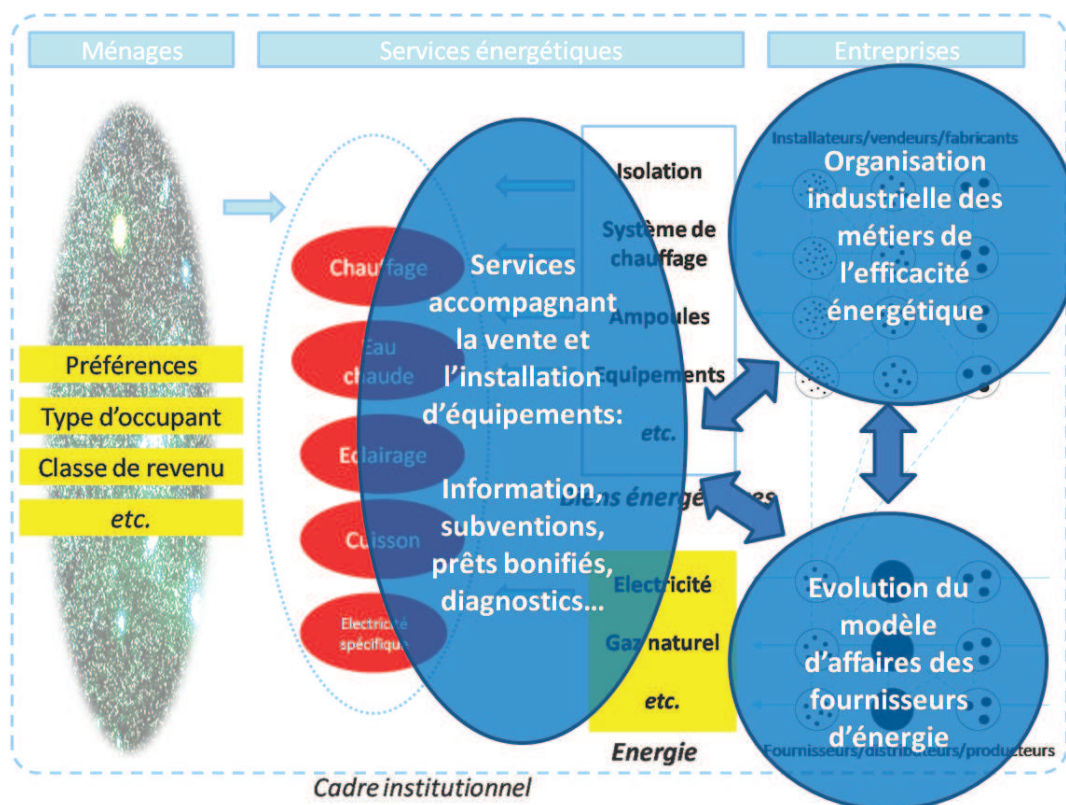 Ménages
Services énergétiques
Entreprises
Préférences
Type d'occupant
Classe de revenu
etc.
Chauffage
Eau
chaude
Eclairage
Cuisson
Electricité
spécifique
Services
accompagnant
la vente et
l'installation
d'équipements:
Information,
subventions,
prêts bonifiés,
diagnostics…
Isolation
Système de
chauffage
Ampoules
Equipements
etc.
Biens énergétiques
Electricité
Gaz naturel
etc.
Energie
Installateurs/vendeurs/fabricants
Organisation
industrielle des
métiers de
l'efficacité
énergétique
Evolution du
modèle
d'affaires des
fournisseurs
d'énergie
Fournisseurs/distributeurs/producteurs
Cadre institutionnel